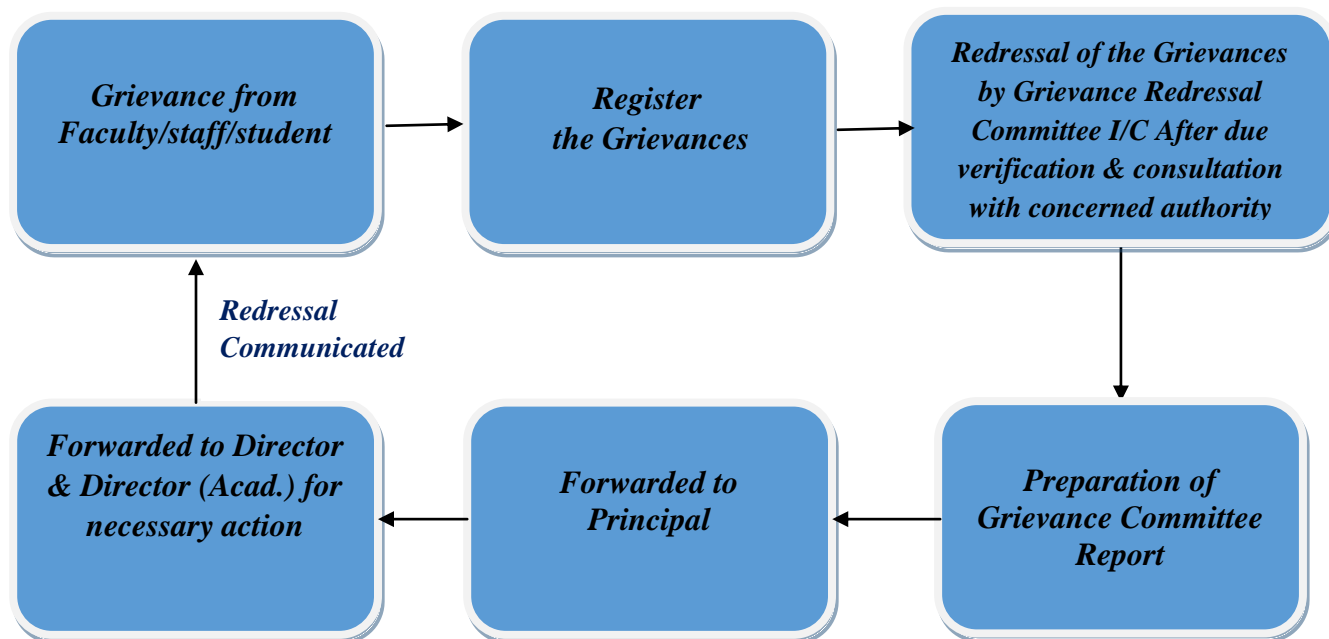 Grievance from
Faculty/staff/student
Register
the Grievances
Redressal of the Grievances
by Grievance Redressal
Committee I/C After due
verification & consultation
with concerned authority
Redressal
Communicated
Forwarded to Director
& Director (Acad.) for
necessary action
Forwarded to
Principal
Preparation of
Grievance Committee
Report